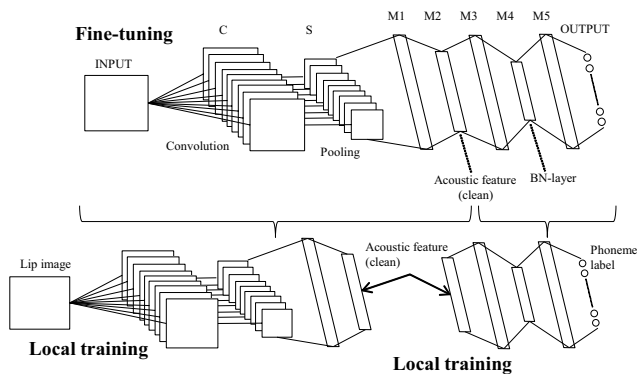 Fine-tuning
C
S
M1
M2
M3
M4
M5
OUTPUT
INPUT
Convolution
Pooling
Acoustic feature
(clean)
BN-layer
Lip image
Acoustic feature
(clean)
Phoneme
label
Local training
Local training